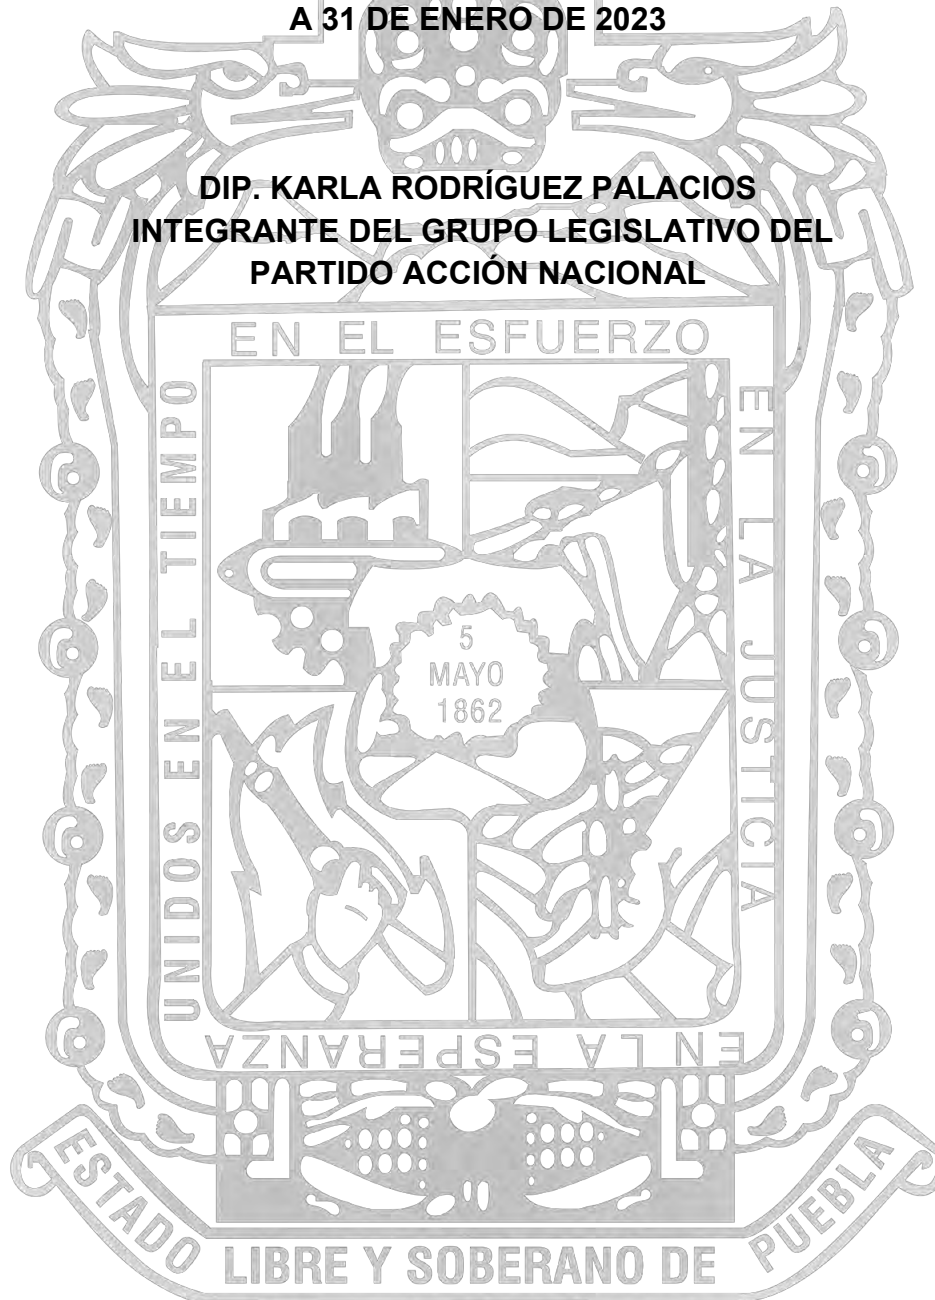 A 31 DE ENERO DE 2023
DIP. KARLA RODRÍGUEZ PALACIOS
INTEGRANTE DEL GRUPO LEGISLATIVO DEL
PARTIDO ACCIÓN NACIONAL
UNIDOS EN EL TIEMPO
EN EL ESFUERZO
EN LA JUSTICIA
EN LA ESPERANZA
5
MAYO
1862
ESTADO LIBRE Y SOBERANO DE PUEBLA